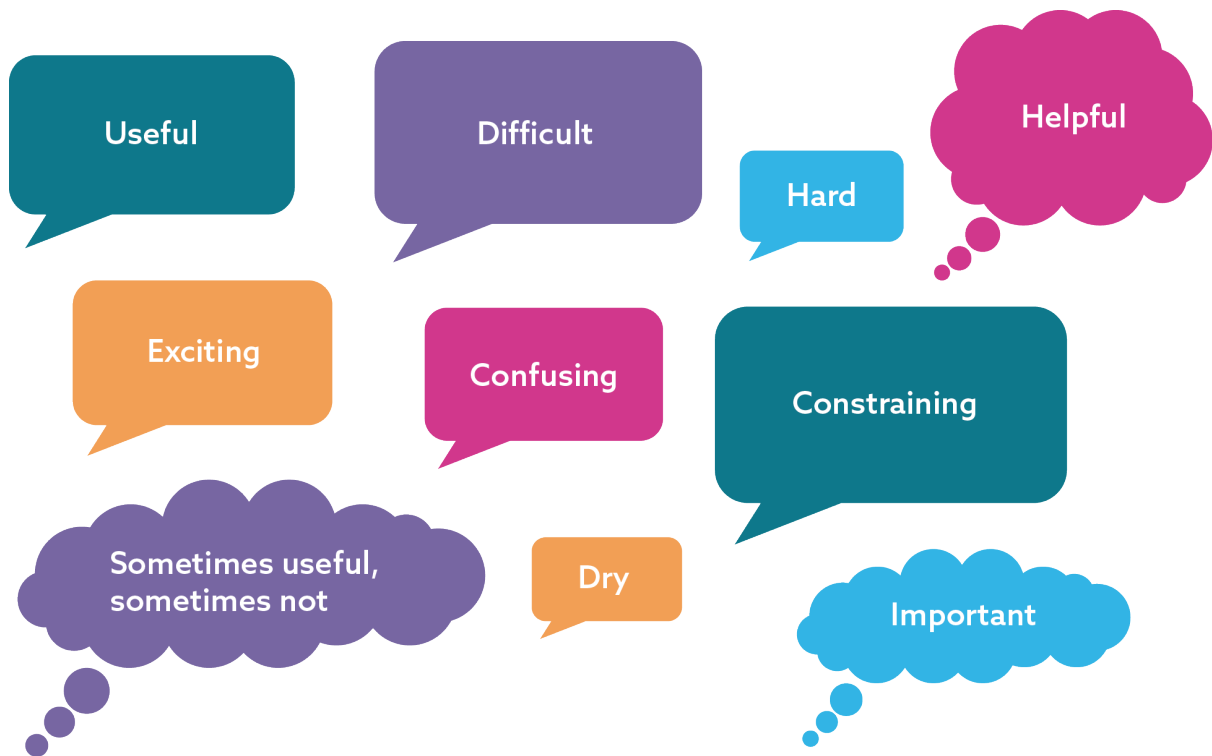 Useful
Difficult
Hard
Helpful
Exciting
Confusing
Constraining
Sometimes useful,
sometimes not
Dry
Important